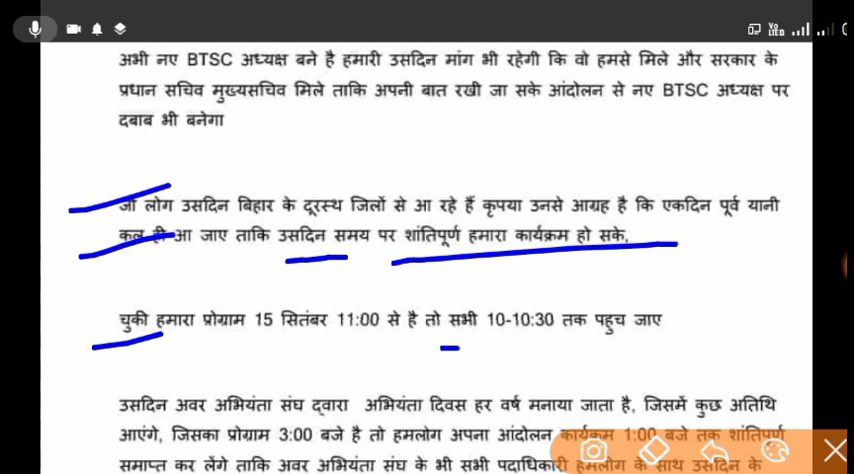 अभी नए BTSC अध्यक्ष बने है हमारी उसदिन मांग भी रहेगी कि वो हमसे मिले और सरकार के
प्रधान सचिव मुख्यसचिव मिले ताकि अपनी बात रखी जा सके आंदोलन से नए BTSC अध्यक्ष पर
दबाब भी बनेगा
जो लोग उसदिन बिहार के दूरस्थ जिलों से आ रहे हैं कृपया उनसे आग्रह है कि एकदिन पूर्व यानी
कल ही आ जाए ताकि उसदिन समय पर शांतिपूर्ण हमारा कार्यक्रम हो सके,
चुकी हमारा प्रोग्राम 15 सितंबर 11:00 से है तो सभी 10-10:30 तक पहुच जाए
उसदिन अवर अभियंता संघ द्वारा अभियंता दिवस हर वर्ष मनाया जाता है, जिसमें कुछ अतिथि
आएंगे, जिसका प्रोग्राम 3:00 बजे है तो हमलोग अपना आंदोलन कार्यक्रम 1:00 बजे तक शांतिपूर्ण
समाप्त कर लेंगे ताकि अवर अभियंता संघ के भी सभी पदाधिकारी हमलोग के साथ उसदिन के